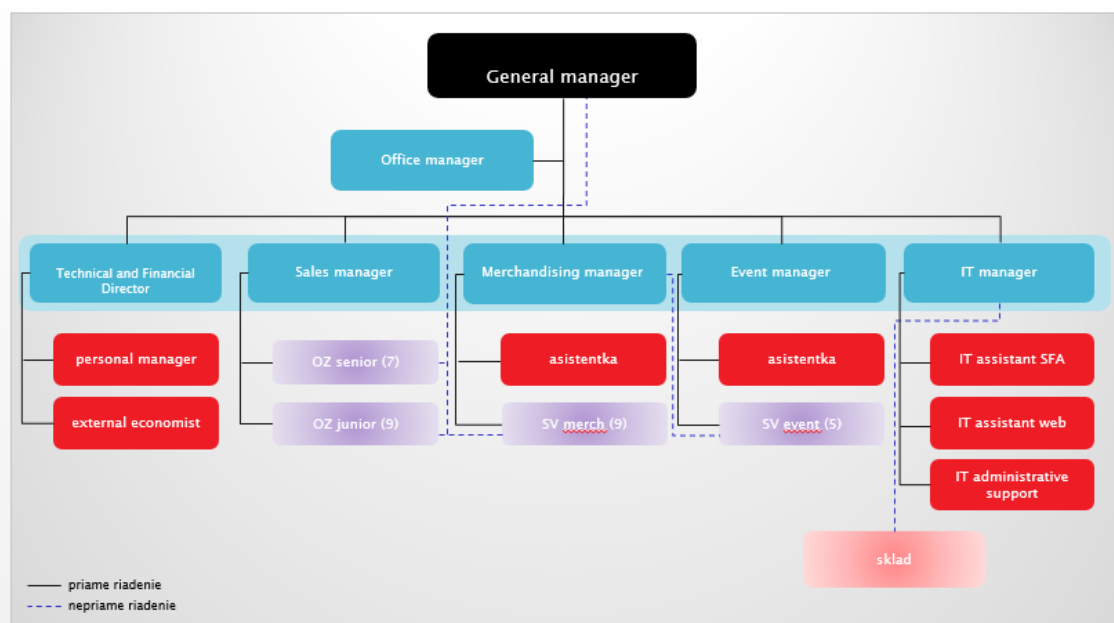 General manager
Office manager
Technical and Financial
Director
Sales manager
Merchandising manager
Event manager
IT manager
personal manager
OZ senior (7)
asistentka
asistentka
IT assistant SFA
external economist
OZ junior (9)
SV merch (9)
SV event (5)
IT assistant web
IT administrative
support
sklad
priame riadenie
nepriame riadenie